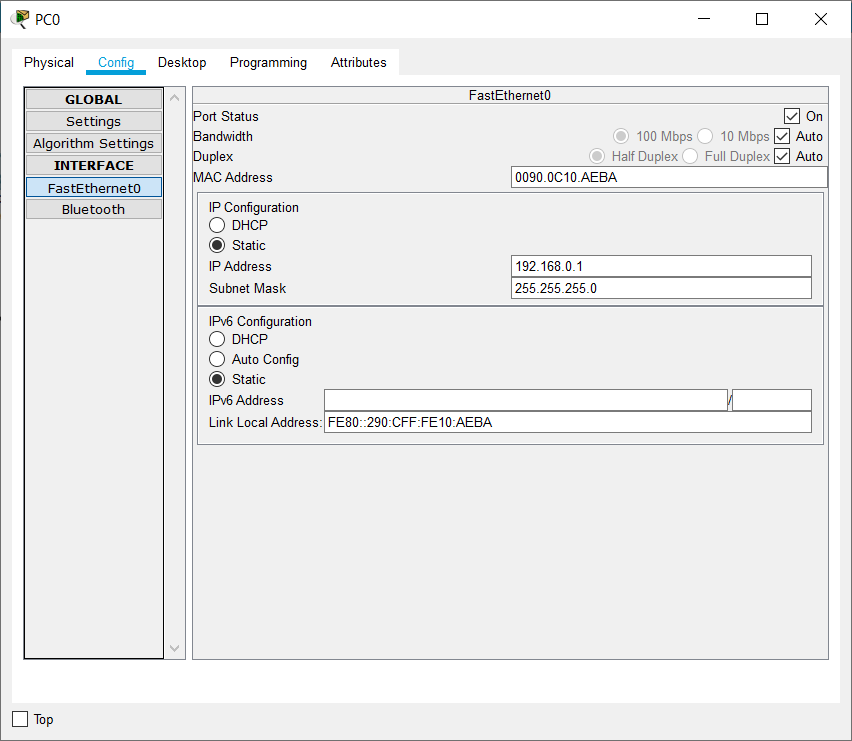 PC0
Physical Config Desktop Programming Attributes
GLOBAL
Settings
Algorithm Settings
INTERFACE
FastEthernet0
Bluetooth
FastEthernet0
Port Status On
Bandwidth 100 Mbps 10 Mbps Auto
Duplex Half Duplex Full Duplex Auto
MAC Address 0090.0C10.AEBA
IP Configuration
DHCP
Static
IP Address 192.168.0.1
Subnet Mask 255.255.255.0
IPv6 Configuration
DHCP
Auto Config
Static
IPv6 Address /
Link Local Address: FE80::290:CFF:FE10:AEBA
Top